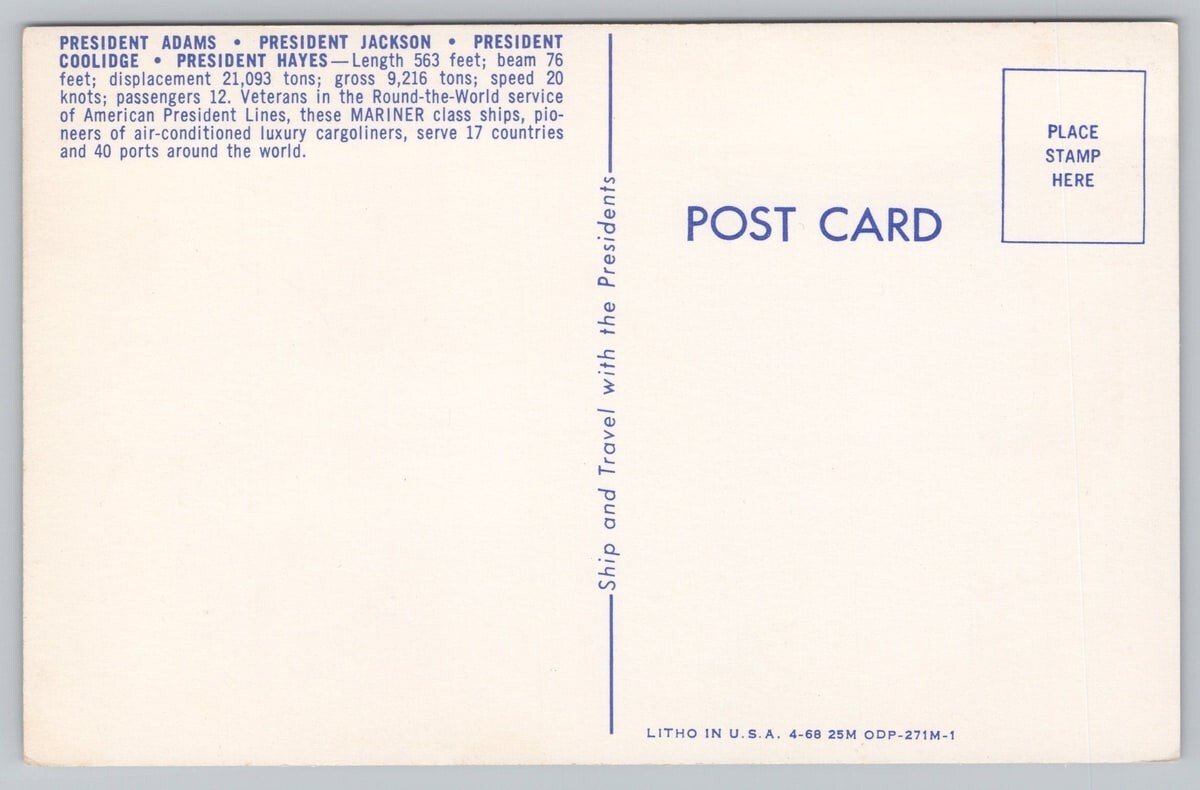 PRESIDENT ADAMS • PRESIDENT JACKSON • PRESIDENT
COOLIDGE • PRESIDENT HAYES—Length 563 feet; beam 76
feet; displacement 21,093 tons; gross 9,216 tons; speed 20
knots; passengers 12. Veterans in the Round-the-World service
of American President Lines, these MARINER class ships, pio-
neers of air-conditioned luxury cargoliners, serve 17 countries
and 40 ports around the world.
Ship and Travel with the Presidents
POST CARD
PLACE
STAMP
HERE
LITHO IN U.S.A. 4-68 25M ODP-271M-1